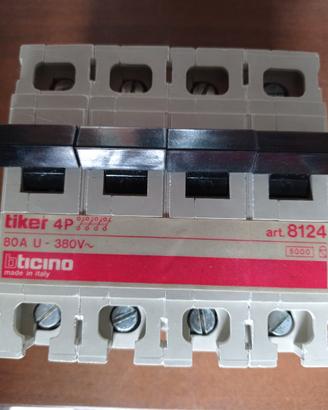 tiker 4P
art. 8124
80A U - 380V~
5000
bticino
made in italy